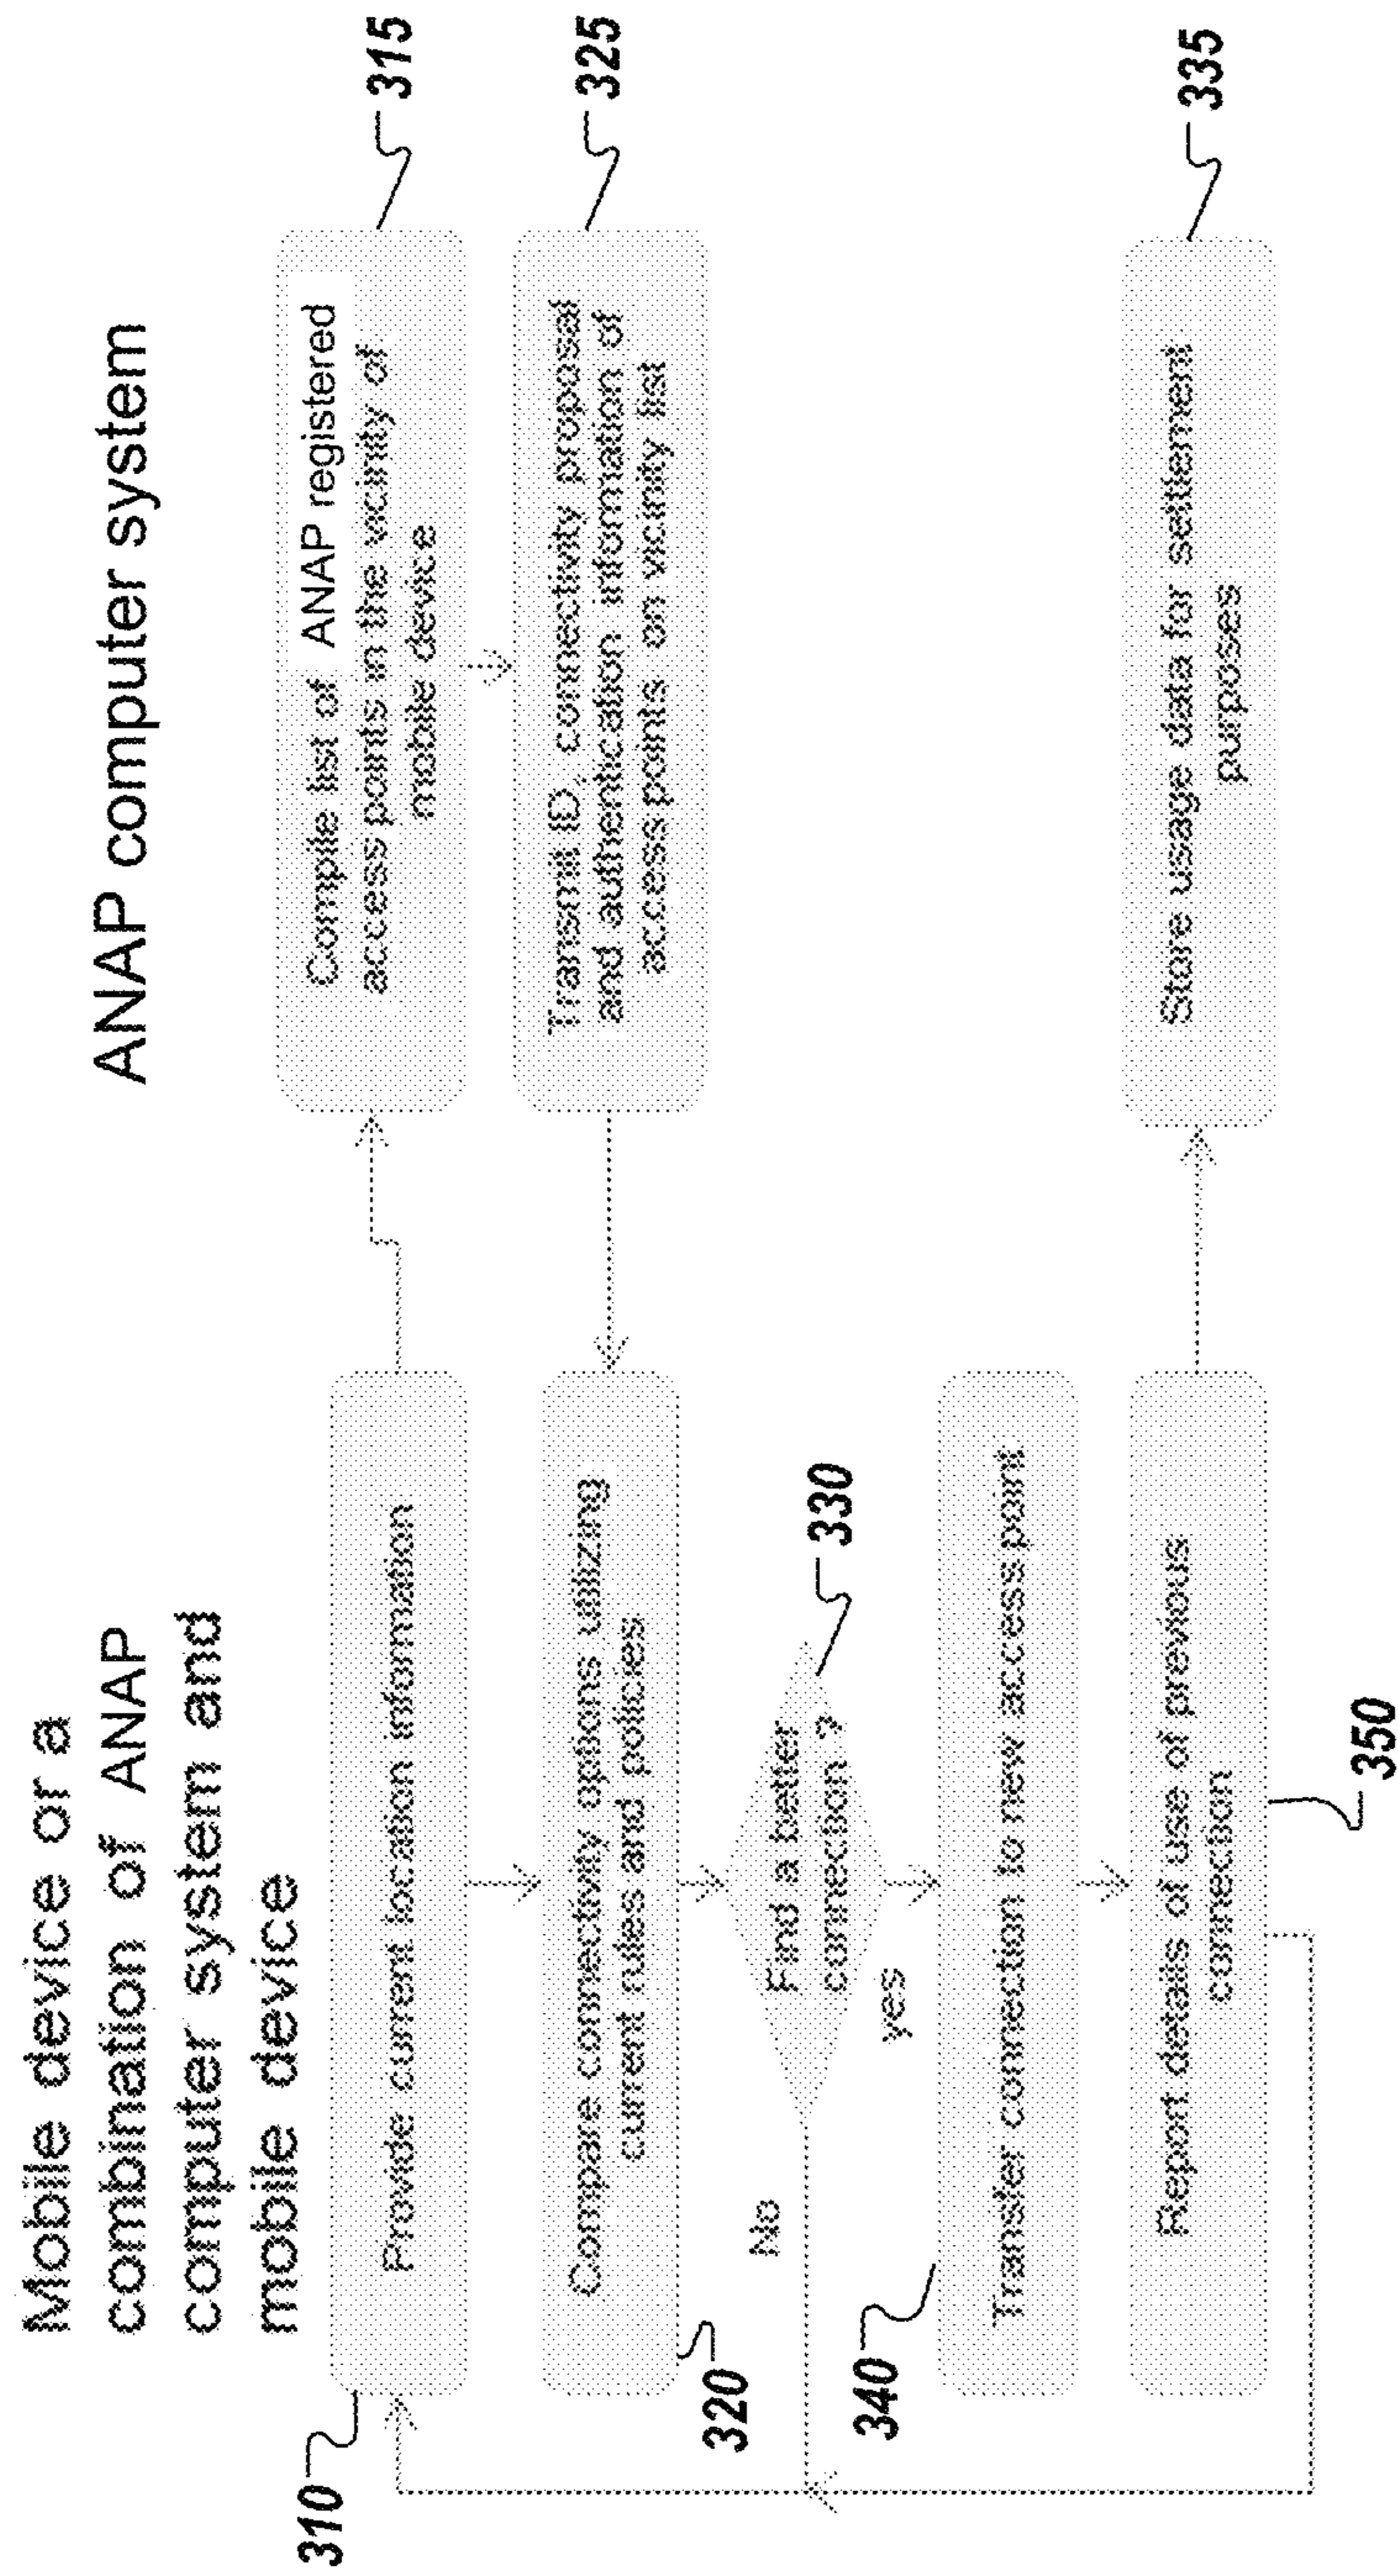 Mobile device or a
combination of ANAP
computer system and
mobile device
ANAP computer system
310
Provide current location information
Compile list of ANAP registered
access points in the vicinity of
mobile device
315
320
Compare connectivity options utilizing
current rules and policies
Transmit ID, connectivity proposal
and authentication information of
access points on vicinity list
325
Find a better
connection ?
330
No
yes
340
Transfer connection to new access point
Report details of use of previous
connection
350
Store usage data for settlement
purposes
335